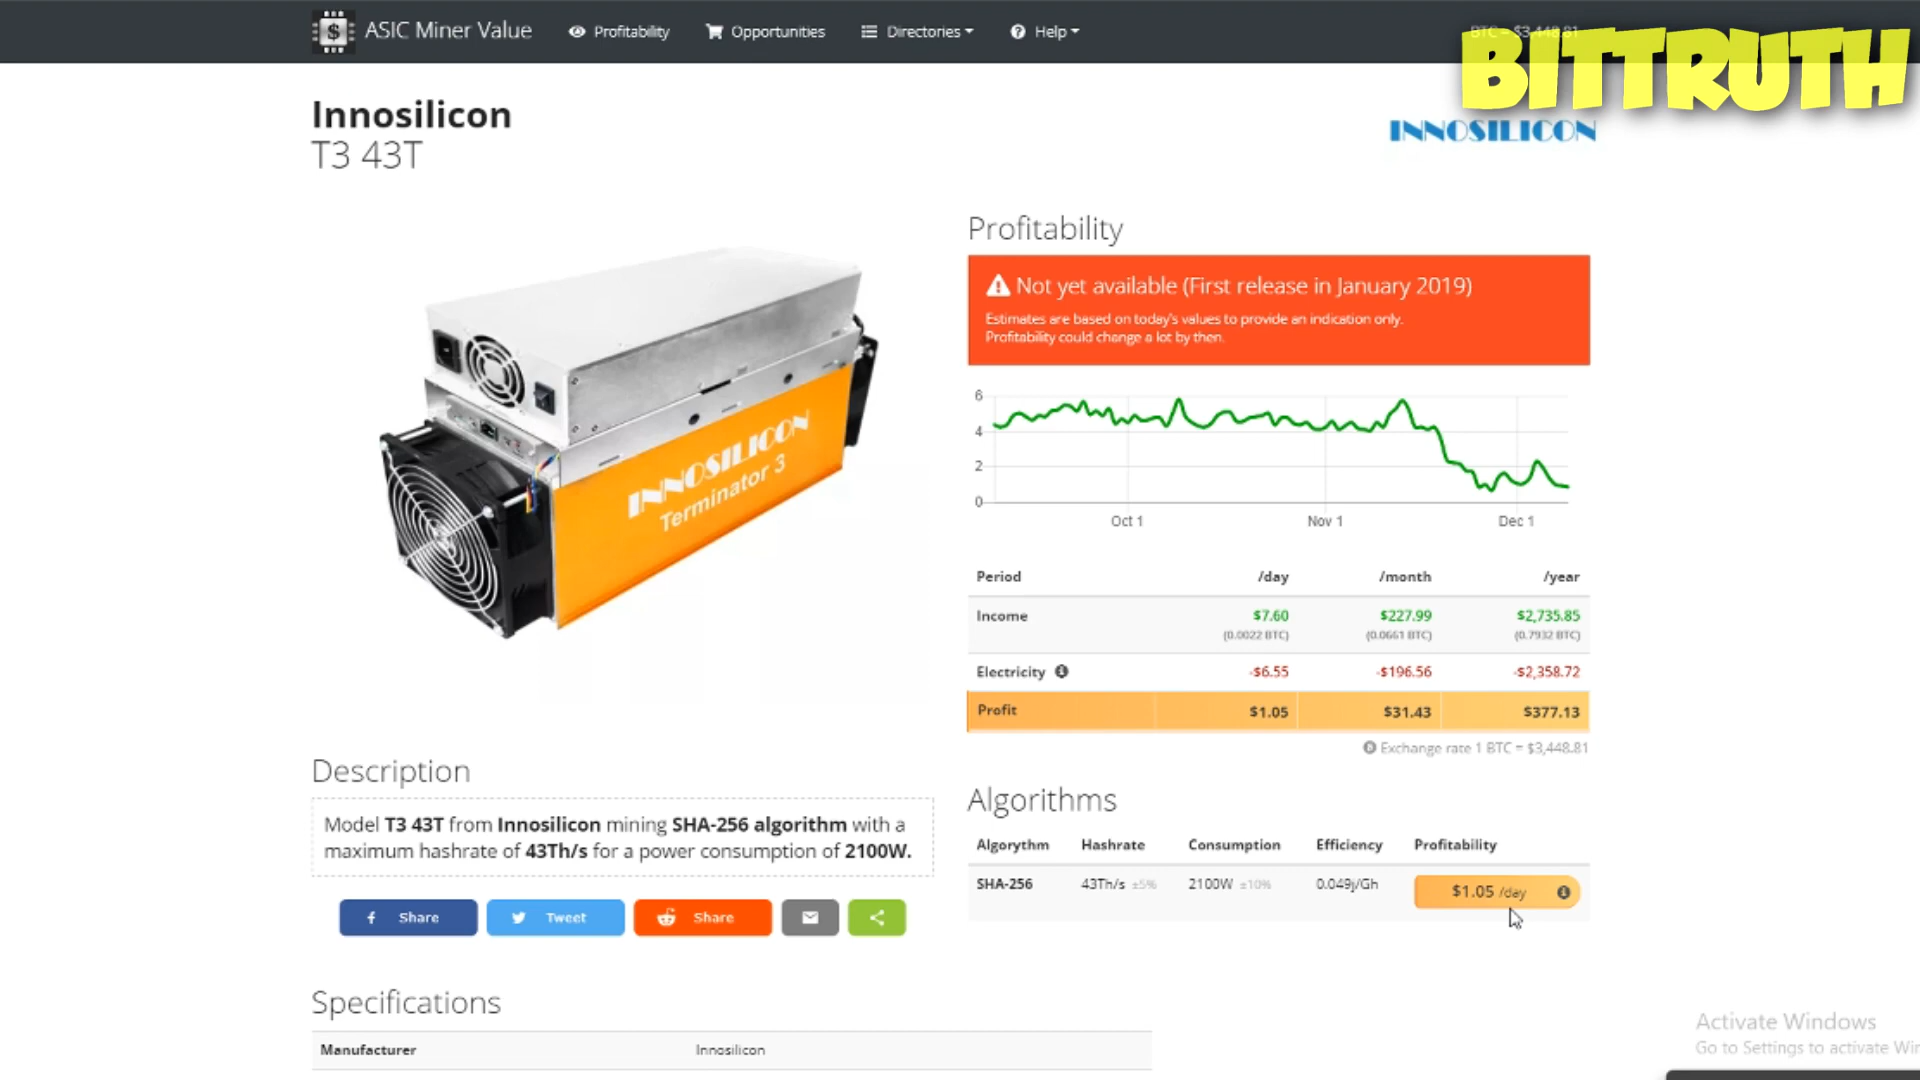 ASIC Miner Value
Profitability
Opportunities
Directories
Help
BTC = $3,448.81
BITTRUTH
Innosilicon
T3 43T
INNOSILICON
INNOSILICON
Terminator 3
Profitability
Not yet available (First release in January 2019)
Estimates are based on today's values to provide an indication only.
Profitability could change a lot by then.
6
4
2
0
Oct 1 Nov 1 Dec 1
Period /day /month /year
Income $7.60 $227.99 $2,735.85
(0.0022 BTC) (0.0661 BTC) (0.7932 BTC)
Electricity -$6.55 -$196.56 -$2,358.72
Profit $1.05 $31.43 $377.13
Exchange rate 1 BTC = $3,448.81
Description
Model T3 43T from Innosilicon mining SHA-256 algorithm with a
maximum hashrate of 43Th/s for a power consumption of 2100W.
Share
Tweet
Share
Algorithms
Algorythm Hashrate Consumption Efficiency Profitability
SHA-256 43Th/s ±5% 2100W ±10% 0.049j/Gh $1.05 /day
Specifications
Manufacturer Innosilicon
Activate Windows
Go to Settings to activate Win